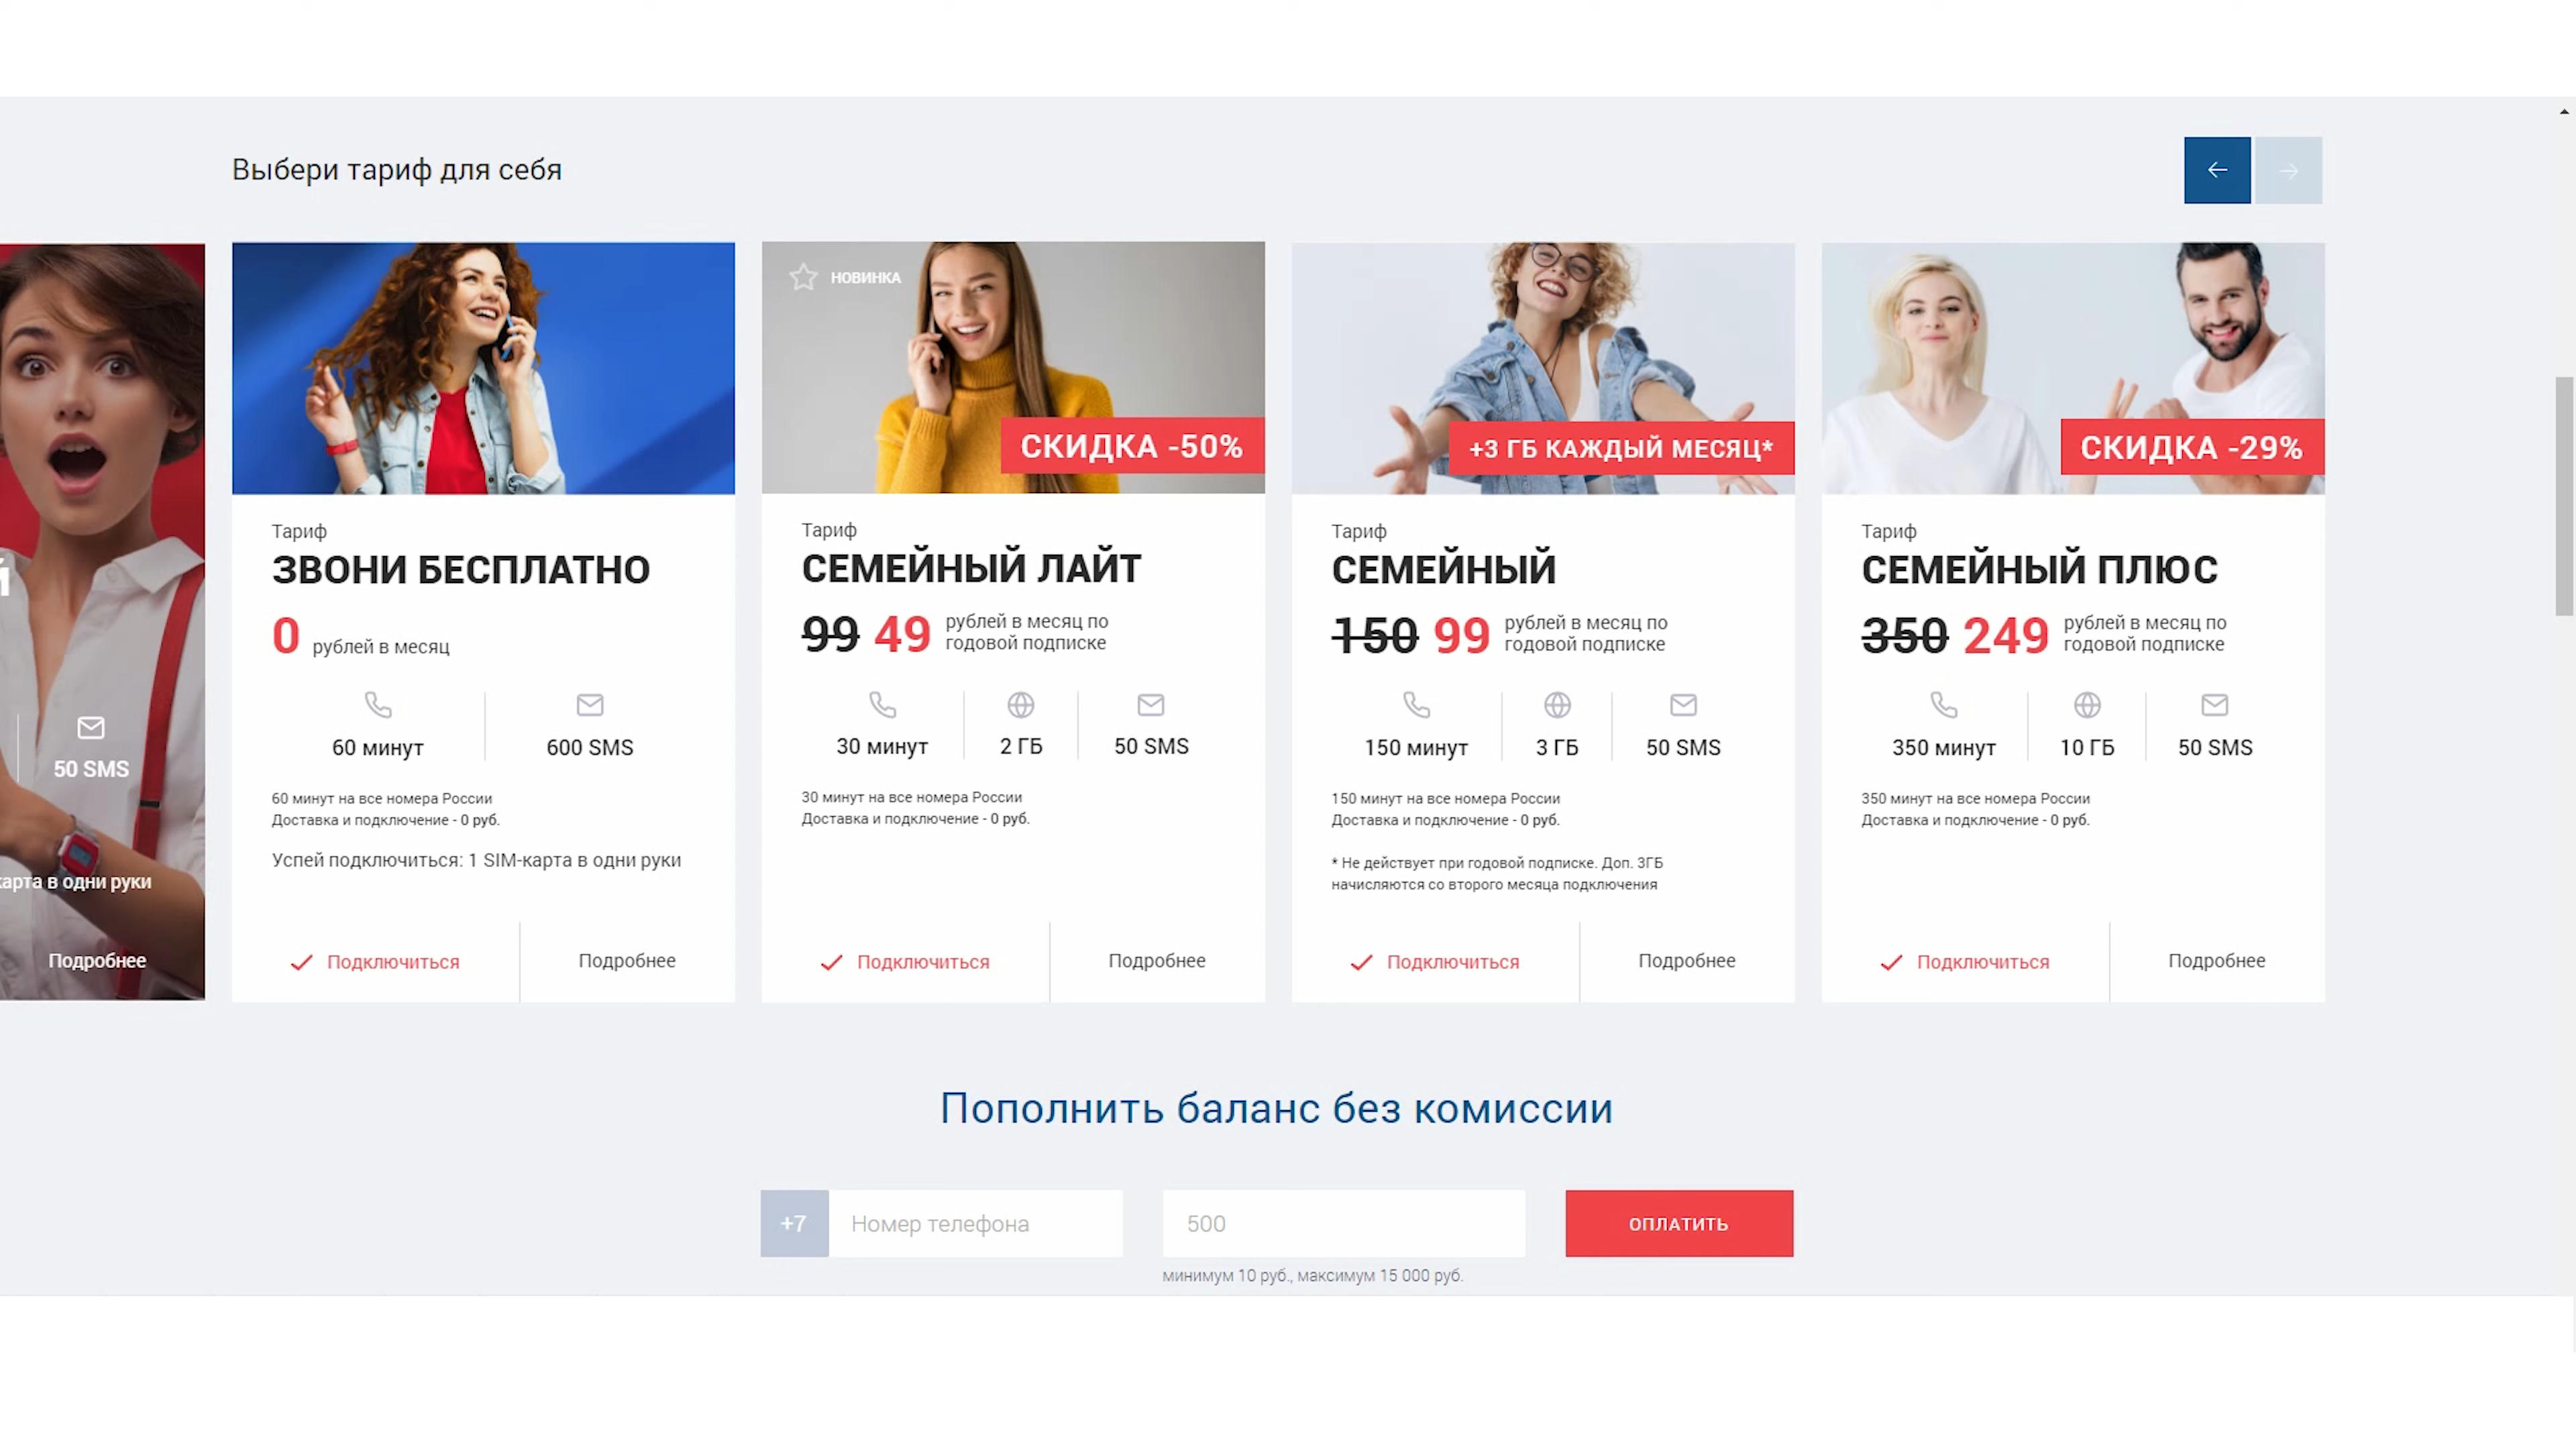 Выбери тариф для себя
й
50 SMS
карта в одни руки
Подробнее
Тариф
ЗВОНИ БЕСПЛАТНО
0 рублей в месяц
60 минут
600 SMS
60 минут на все номера России
Доставка и подключение - 0 руб.
Успей подключиться: 1 SIM-карта в одни руки
Подключиться
Подробнее
НОВИНКА
СКИДКА -50%
Тариф
СЕМЕЙНЫЙ ЛАЙТ
99 49 рублей в месяц по
годовой подписке
30 минут
2 ГБ
50 SMS
30 минут на все номера России
Доставка и подключение - 0 руб.
Подключиться
Подробнее
+3 ГБ КАЖДЫЙ МЕСЯЦ*
Тариф
СЕМЕЙНЫЙ
150 99 рублей в месяц по
годовой подписке
150 минут
3 ГБ
50 SMS
150 минут на все номера России
Доставка и подключение - 0 руб.
* Не действует при годовой подписке. Доп. 3ГБ
начисляются со второго месяца подключения
Подключиться
Подробнее
СКИДКА -29%
Тариф
СЕМЕЙНЫЙ ПЛЮС
350 249 рублей в месяц по
годовой подписке
350 минут
10 ГБ
50 SMS
350 минут на все номера России
Доставка и подключение - 0 руб.
Подключиться
Подробнее
Пополнить баланс без комиссии
+7
Номер телефона
500
ОПЛАТИТЬ
минимум 10 руб., максимум 15 000 руб.